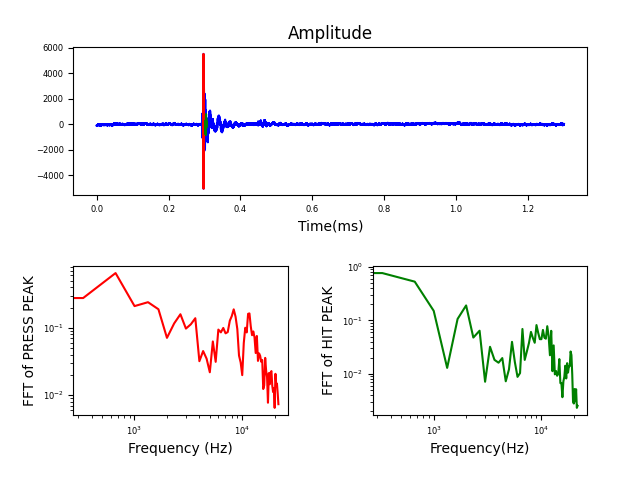 Amplitude
6000
4000
2000
0
−2000
−4000
0.0 0.2 0.4 0.6 0.8 1.0 1.2
Time(ms)
FFT of PRESS PEAK
10⁻¹
10⁻²
10³ 10⁴
Frequency (Hz)
FFT of HIT PEAK
10⁰
10⁻¹
10⁻²
10³ 10⁴
Frequency(Hz)